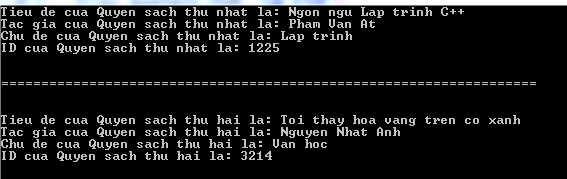 Tieu de cua Quyen sach thu nhat la: Ngon ngu Lap trinh C++
Tac gia cua Quyen sach thu nhat la: Pham Van At
Chu de cua Quyen sach thu nhat la: Lap trinh
ID cua Quyen sach thu nhat la: 1225
===================================================================
Tieu de cua Quyen sach thu hai la: Toi thay hoa vang tren co xanh
Tac gia cua Quyen sach thu hai la: Nguyen Nhat Anh
Chu de cua Quyen sach thu hai la: Van hoc
ID cua Quyen sach thu hai la: 3214